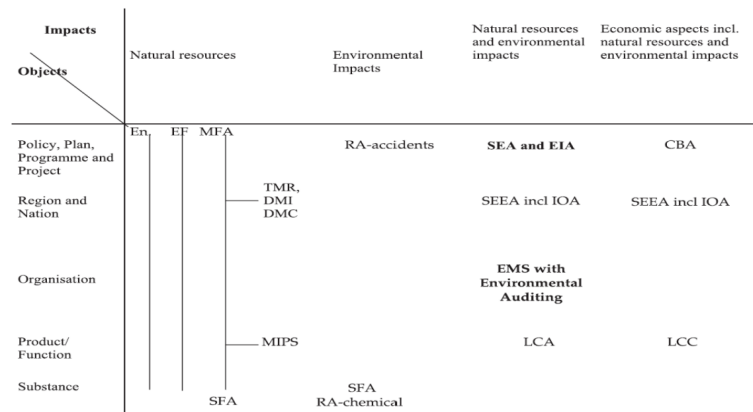 Impacts
Objects
Natural resources
Environmental
Impacts
Natural resources
and environmental
impacts
Economic aspects incl.
natural resources and
environmental impacts
En. EF MFA
Policy, Plan,
Programme and
Project
RA-accidents
SEA and EIA
CBA
Region and
Nation
TMR,
DMI
DMC
SEEA incl IOA
SEEA incl IOA
Organisation
EMS with
Environmental
Auditing
Product/
Function
MIPS
LCA
LCC
Substance
SFA
SFA
RA-chemical